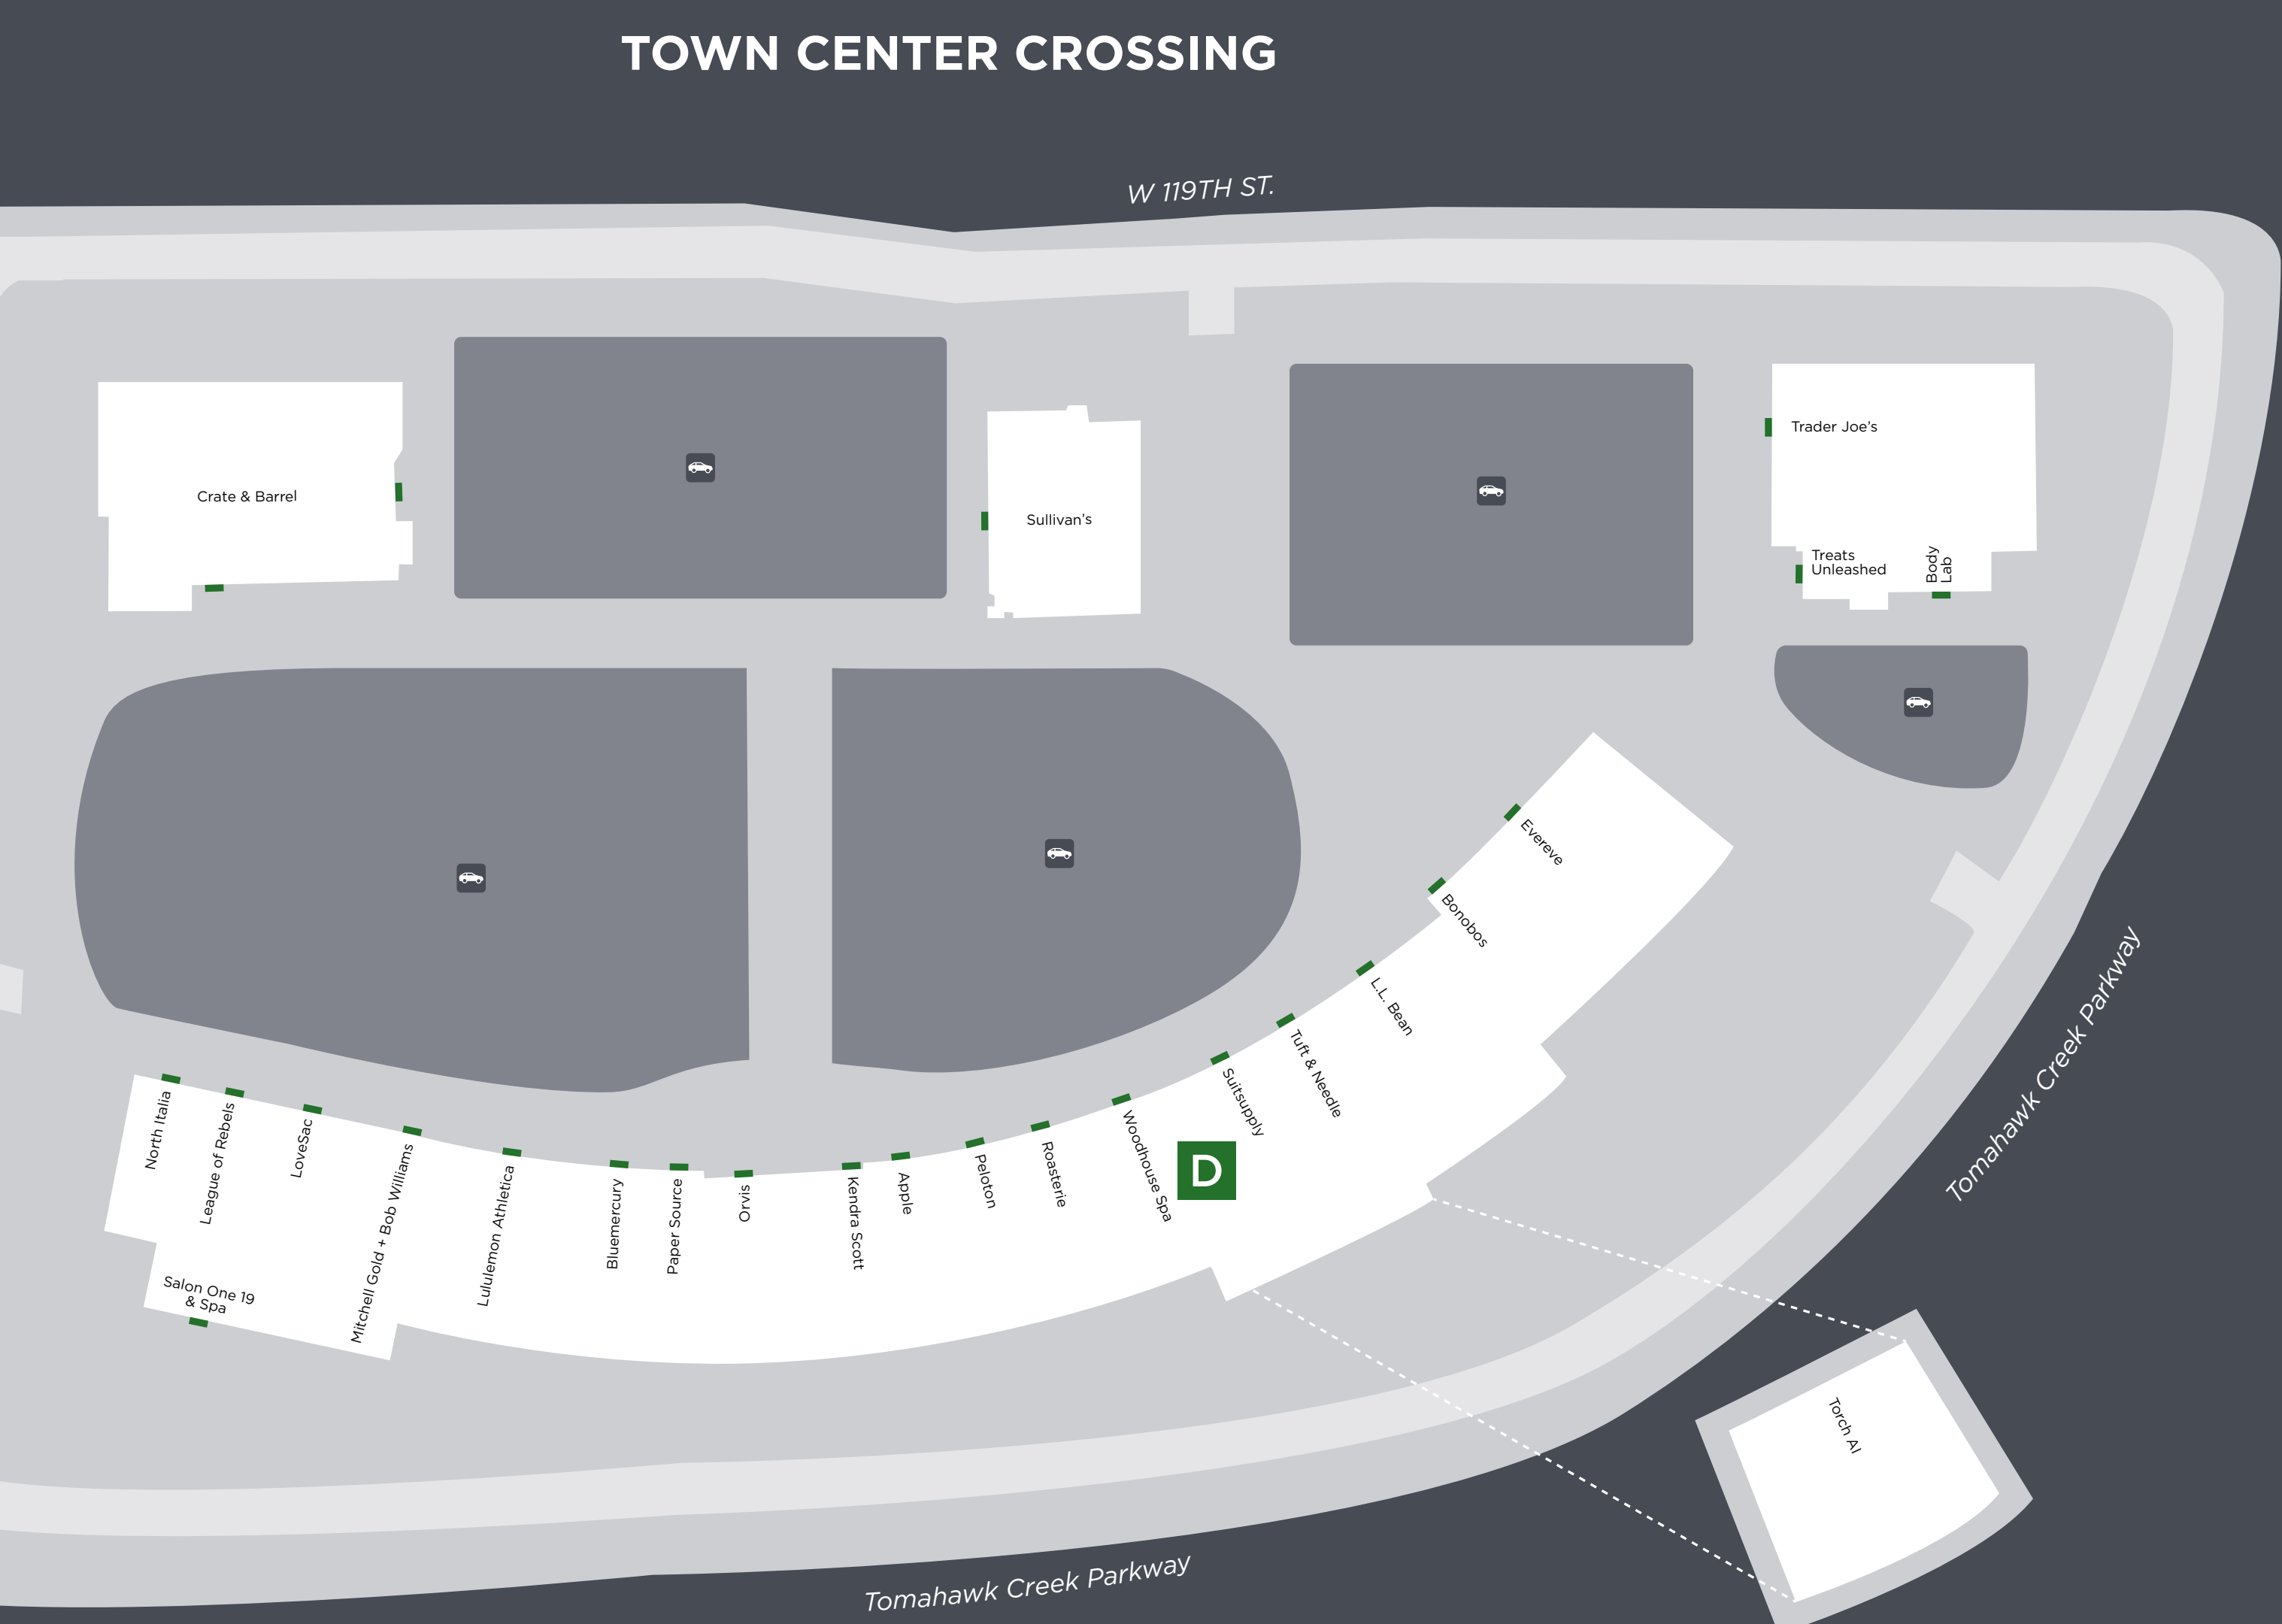 TOWN CENTER CROSSING
W 119TH ST.
Crate & Barrel
Sullivan's
Trader Joe's
Treats
Unleashed
Body
Lab
Evereve
Bonobos
L.L. Bean
Tuft & Needle
Suitsupply
Woodhouse Spa
D
Roasterie
Peloton
Apple
Kendra Scott
Orvis
Paper Source
Bluemercury
Lululemon Athletica
Mitchell Gold + Bob Williams
LoveSac
League of Rebels
North Italia
Salon One 19
& Spa
Torch AI
Tomahawk Creek Parkway
Tomahawk Creek Parkway